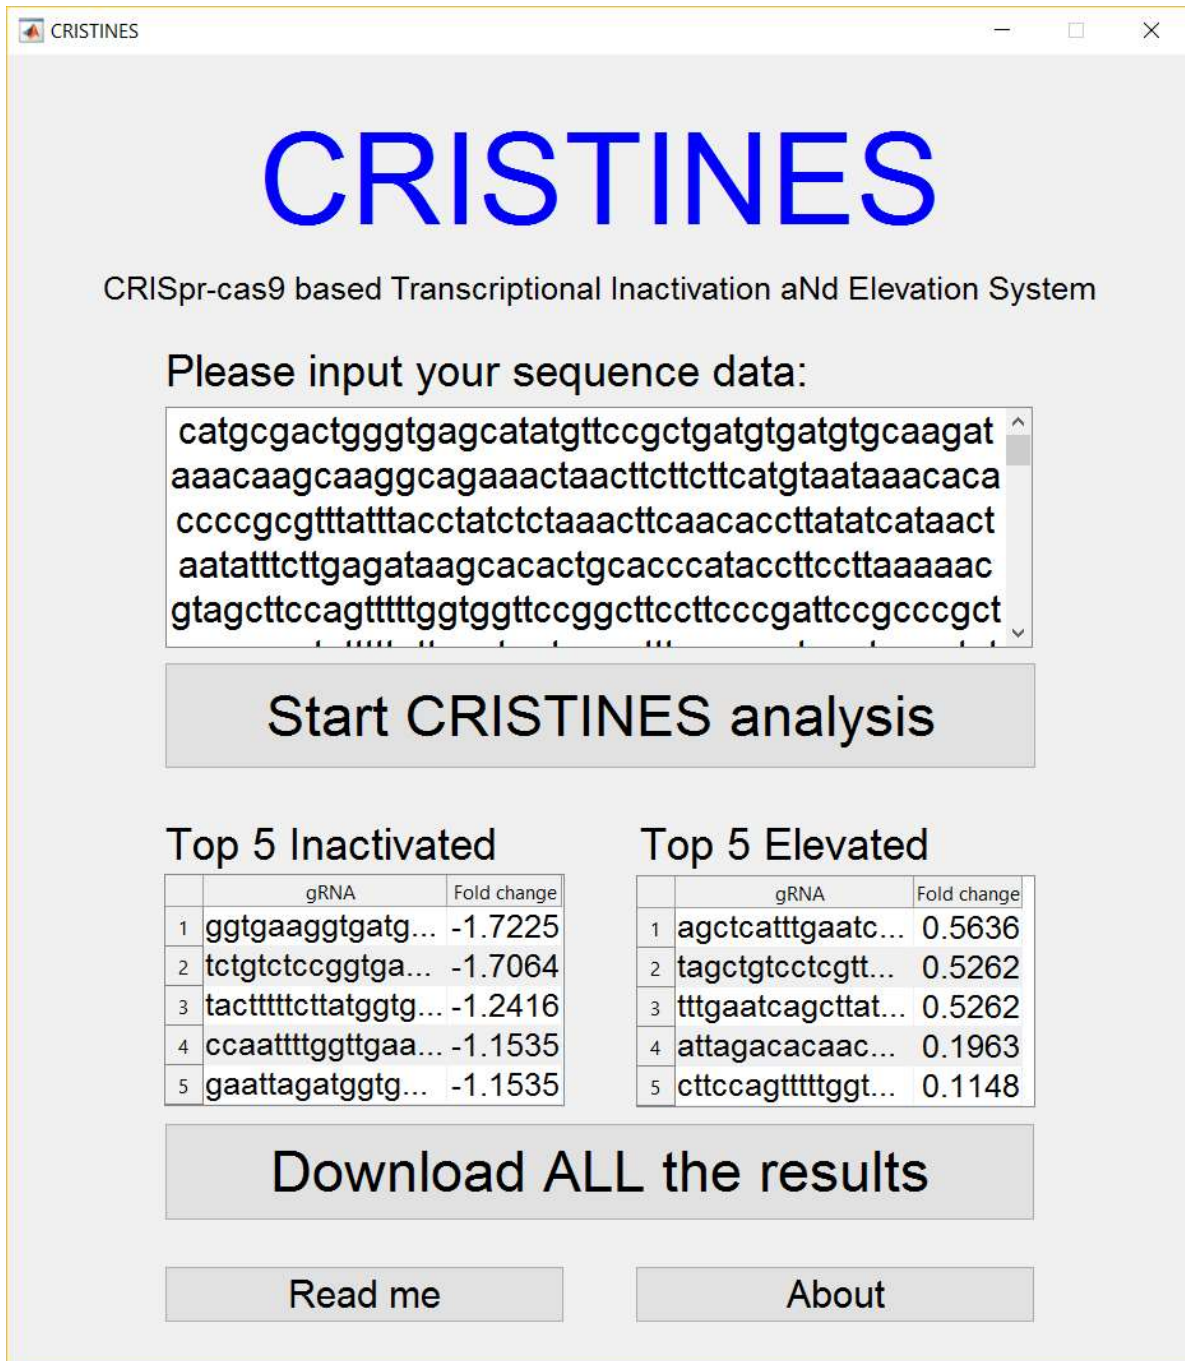 CRISTINES
CRISTINES
CRISpr-cas9 based Transcriptional Inactivation aNd Elevation System
Please input your sequence data:
catgcgactgggtgagcatatgttccgctgatgtgatgtgcaagat
aaacaagcaaggcagaaactaacttcttcttcatgtaataaacaca
ccccgcgtttatttacctatctctaaacttcaacaccttatatcataact
aatatttcttgagataagcacactgcacccataccttccttaaaaac
gtagcttccagtttttggtggttccggcttccttcccgattccgcccgct
Start CRISTINES analysis
Top 5 Inactivated
gRNA Fold change
1 ggtgaaggtgatg... -1.7225
2 tctgtctccggtga... -1.7064
3 tactttttcttatggtg... -1.2416
4 ccaattttggttgaa... -1.1535
5 gaattagatggtg... -1.1535
Top 5 Elevated
gRNA Fold change
1 agctcatttgaatc... 0.5636
2 tagctgtcctcgtt... 0.5262
3 tttgaatcagcttat... 0.5262
4 attagacacaac... 0.1963
5 cttccagtttttggt... 0.1148
Download ALL the results
Read me
About